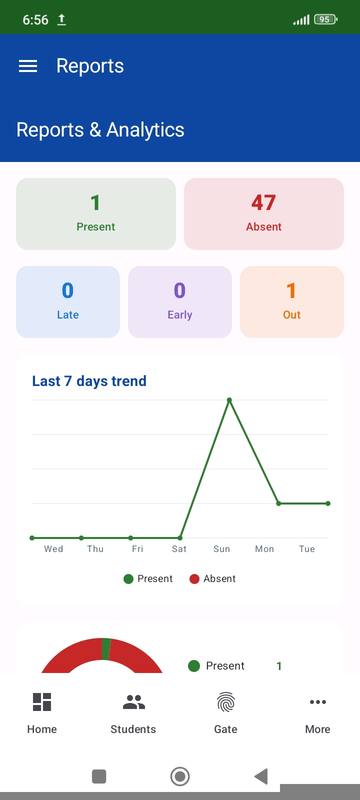 6:56 95
Reports
Reports & Analytics
1 47
Present Absent
0 0 1
Late Early Out
Last 7 days trend
Wed Thu Fri Sat Sun Mon Tue
Present Absent
Present 1
Home Students Gate More